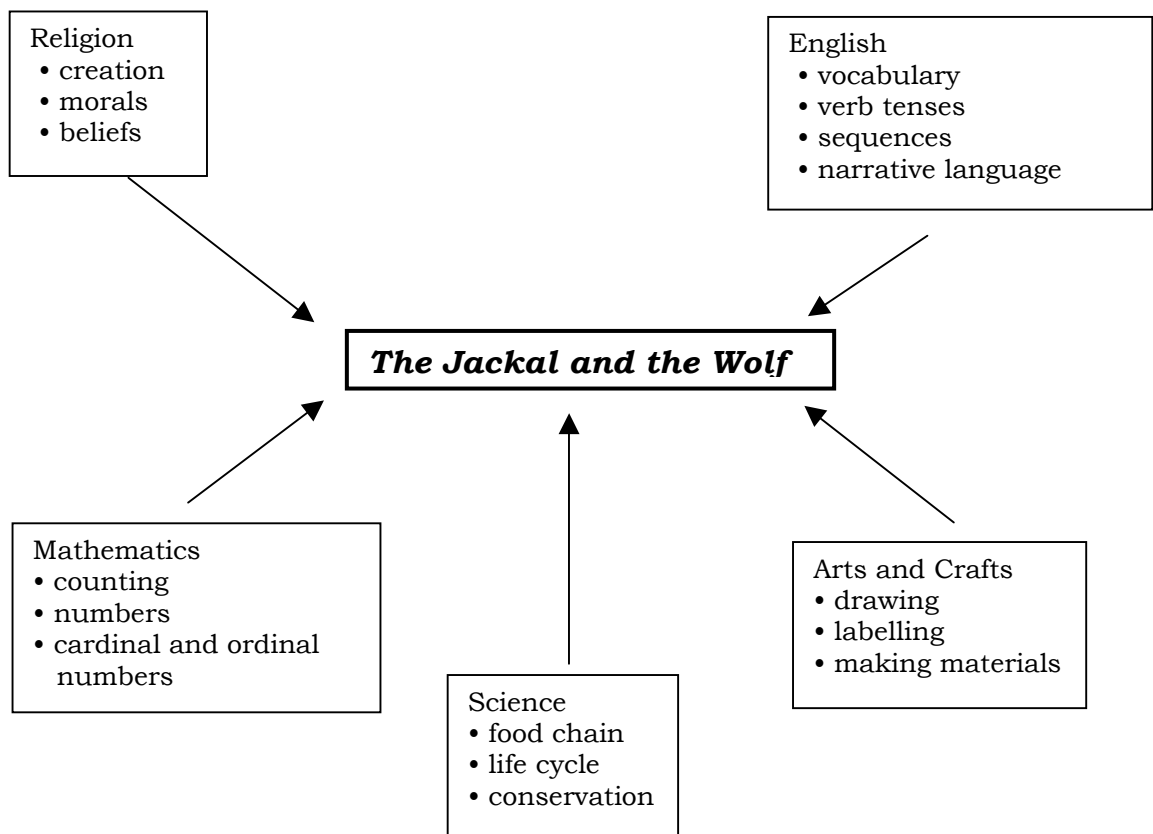 Religion
• creation
• morals
• beliefs
English
• vocabulary
• verb tenses
• sequences
• narrative language
The Jackal and the Wolf
Mathematics
• counting
• numbers
• cardinal and ordinal
numbers
Science
• food chain
• life cycle
• conservation
Arts and Crafts
• drawing
• labelling
• making materials